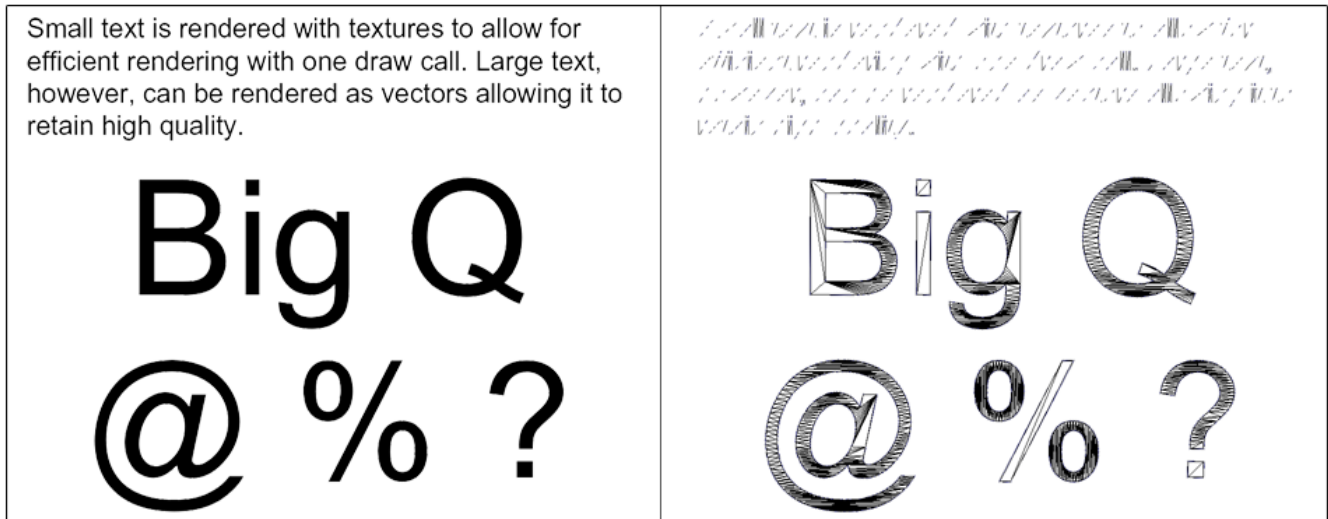 Small text is rendered with textures to allow for
efficient rendering with one draw call. Large text,
however, can be rendered as vectors allowing it to
retain high quality.
Big Q
@ % ?
Big Q
@ % ?